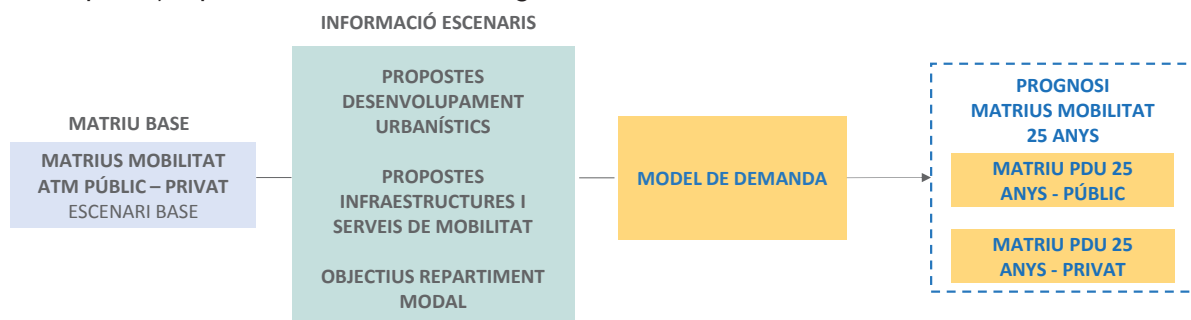 INFORMACIÓ ESCENARIS
MATRIU BASE
MATRIUS MOBILITAT
ATM PÚBLIC – PRIVAT
ESCENARI BASE
PROPOSTES
DESENVOLUPAMENT
URBANÍSTICS
PROPOSTES
INFRAESTRUCTURES I
SERVEIS DE MOBILITAT
OBJECTIUS REPARTIMENT
MODAL
MODEL DE DEMANDA
PROGNOSI
MATRIUS MOBILITAT
25 ANYS
MATRIU PDU 25
ANYS - PÚBLIC
MATRIU PDU 25
ANYS - PRIVAT